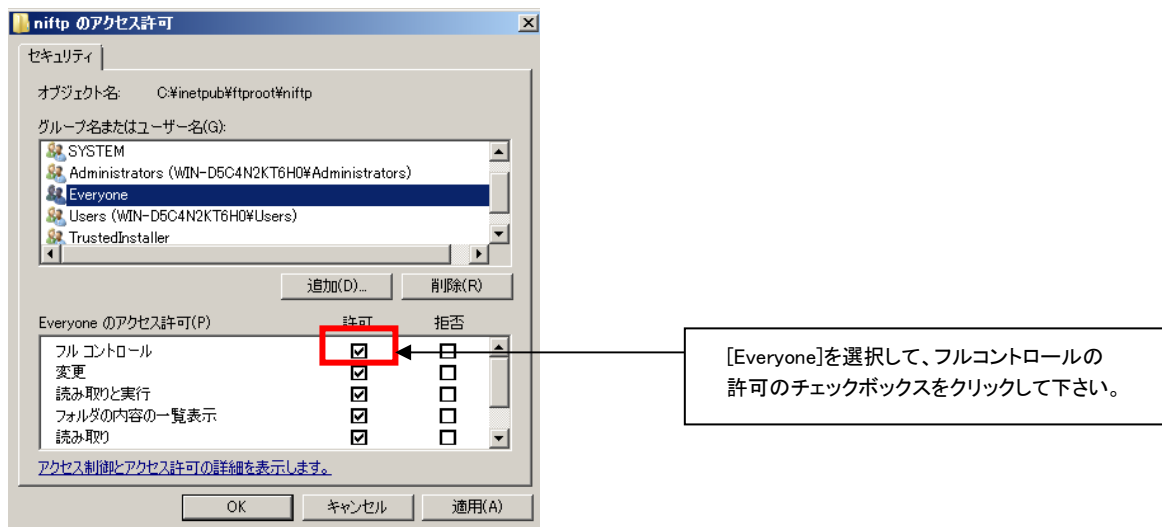 niftp のアクセス許可
セキュリティ
オブジェクト名: C:¥inetpub¥ftproot¥niftp
グループ名またはユーザー名(G):
SYSTEM
Administrators (WIN-D5C4N2KT6H0¥Administrators)
Everyone
Users (WIN-D5C4N2KT6H0¥Users)
TrustedInstaller
追加(D)... 削除(R)
Everyone のアクセス許可(P) 許可 拒否
フル コントロール
変更
読み取りと実行
フォルダの内容の一覧表示
読み取り
アクセス制御とアクセス許可の詳細を表示します。
OK キャンセル 適用(A)
[Everyone]を選択して、フルコントロールの
許可のチェックボックスをクリックして下さい。